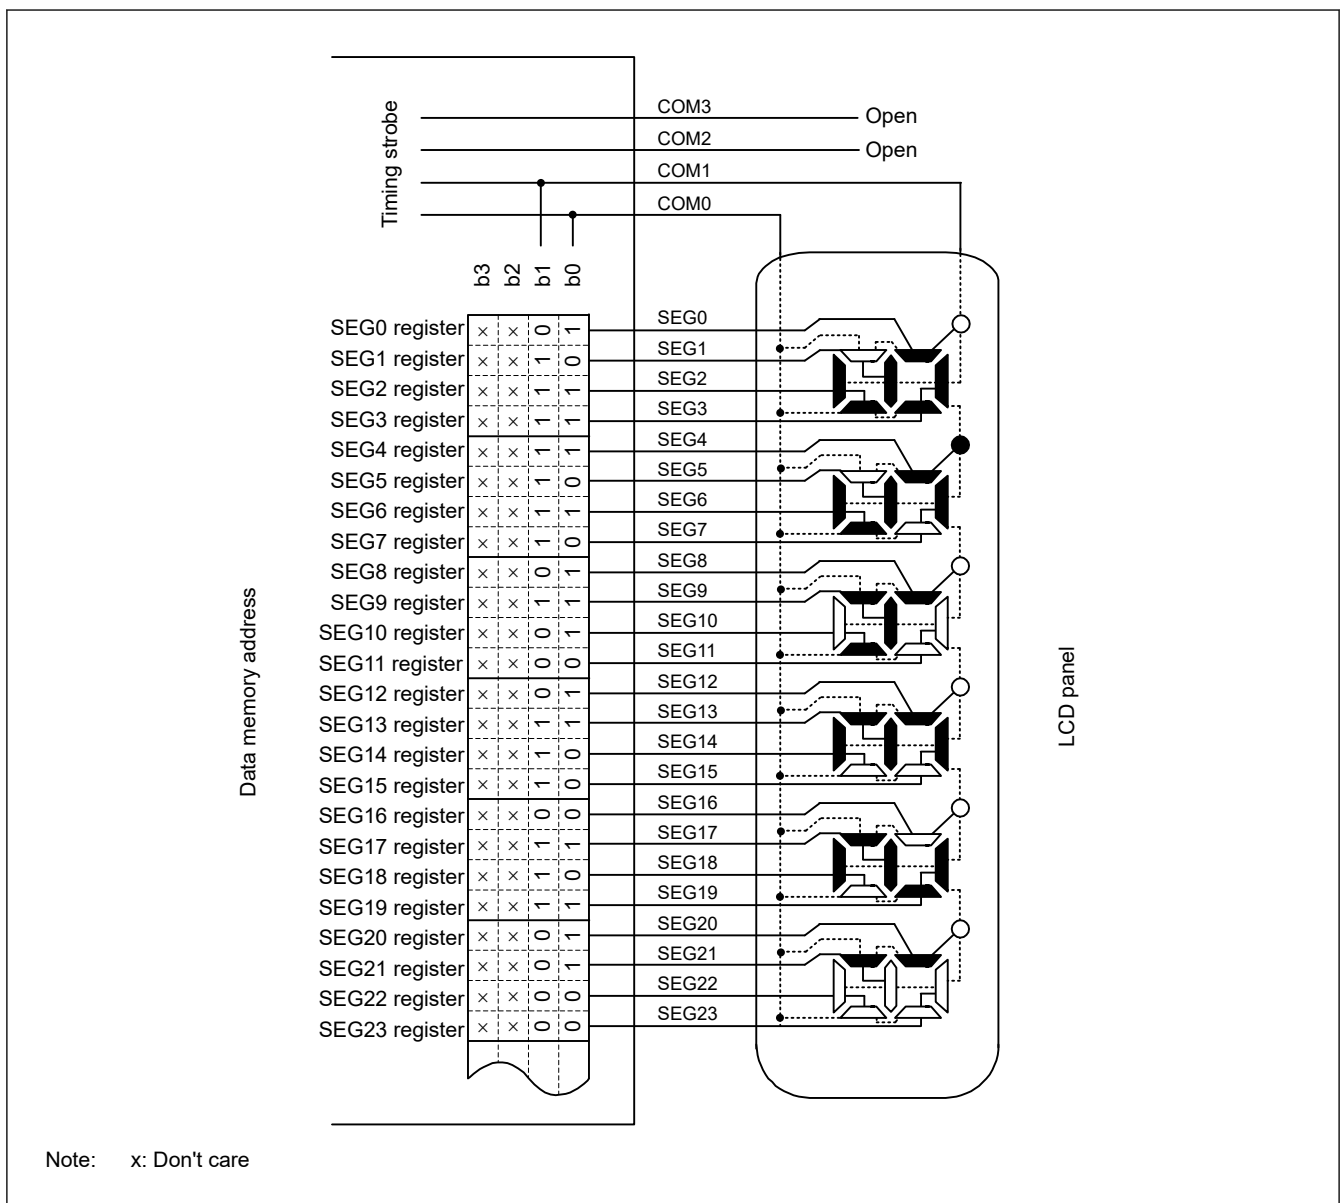 Timing strobe
COM3
Open
COM2
Open
COM1
COM0
b3 b2 b1 b0
SEG0 register × × 0 1 SEG0
SEG1 register × × 1 0 SEG1
SEG2 register × × 1 1 SEG2
SEG3 register × × 1 1 SEG3
SEG4 register × × 1 1 SEG4
SEG5 register × × 1 0 SEG5
SEG6 register × × 1 1 SEG6
SEG7 register × × 1 0 SEG7
SEG8 register × × 0 1 SEG8
SEG9 register × × 1 1 SEG9
SEG10 register × × 0 1 SEG10
SEG11 register × × 0 0 SEG11
SEG12 register × × 0 1 SEG12
SEG13 register × × 1 1 SEG13
SEG14 register × × 1 0 SEG14
SEG15 register × × 1 0 SEG15
SEG16 register × × 0 0 SEG16
SEG17 register × × 1 1 SEG17
SEG18 register × × 1 0 SEG18
SEG19 register × × 1 1 SEG19
SEG20 register × × 0 1 SEG20
SEG21 register × × 0 1 SEG21
SEG22 register × × 0 0 SEG22
SEG23 register × × 0 0 SEG23
Data memory address
LCD panel
Note: x: Don't care